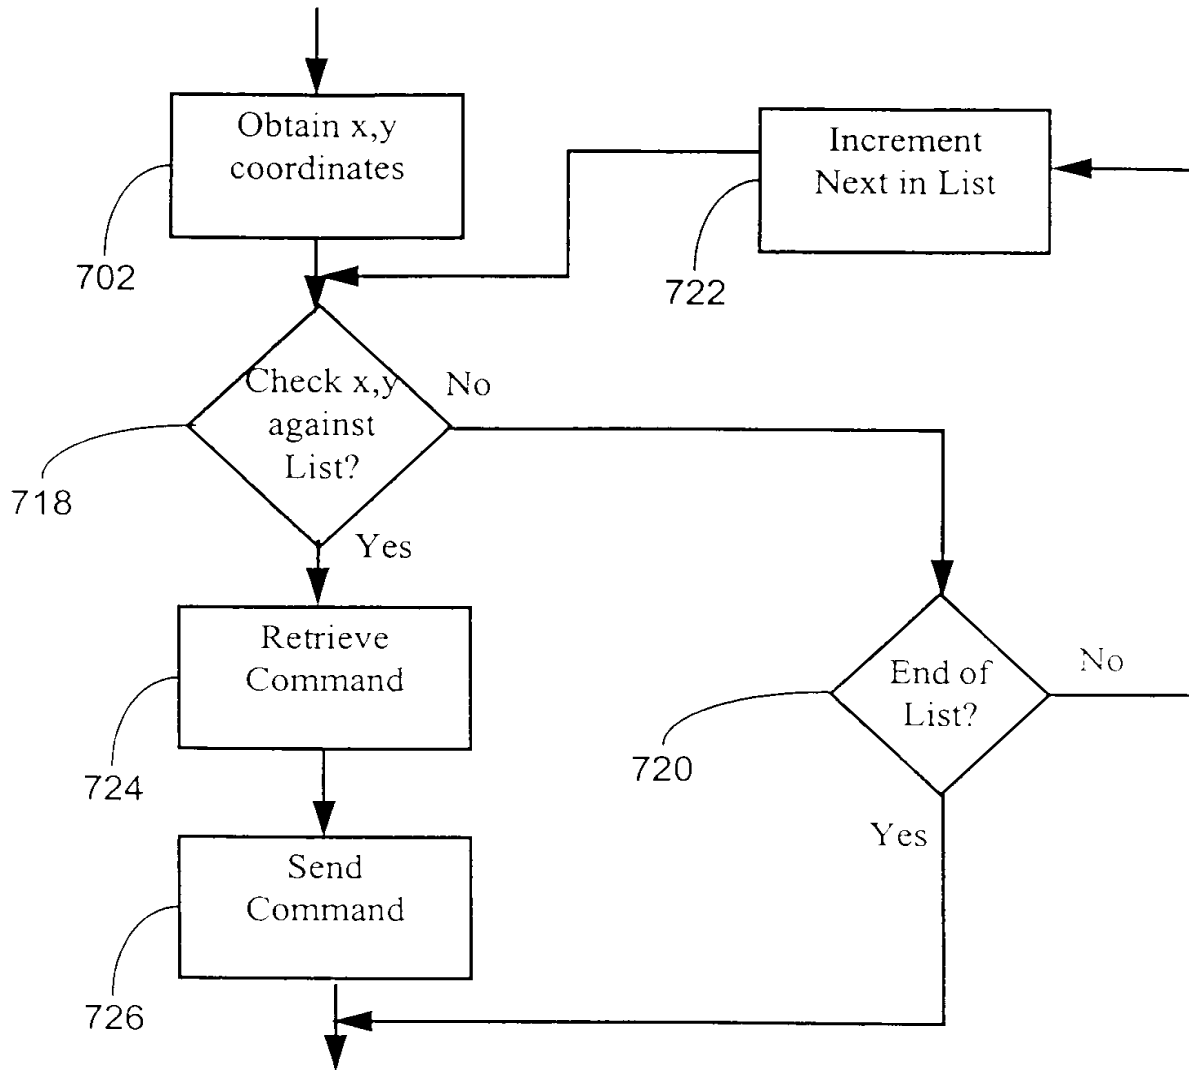 Obtain x,y
coordinates
702
Increment
Next in List
722
Check x,y
against
List?
No
718
Yes
Retrieve
Command
724
End of
List?
No
720
Yes
Send
Command
726